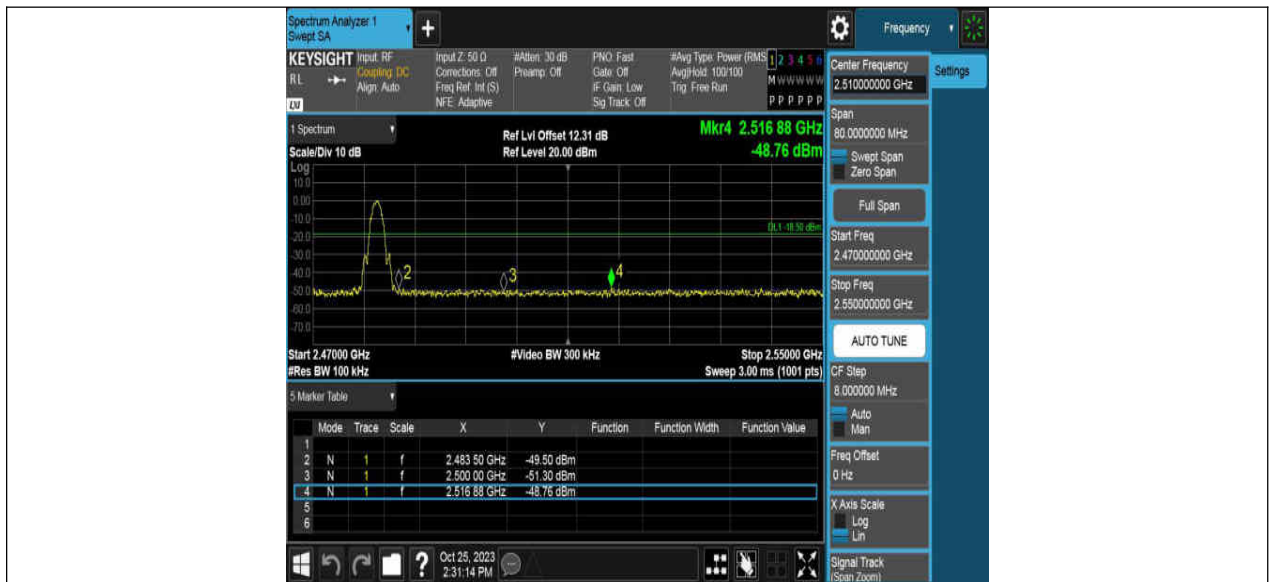 Spectrum Analyzer 1
Swept SA
+
Frequency
KEYSIGHT Input: RF Input Z: 50 Ω #Atten: 30 dB PNO: Fast #Avg Type: Power (RMS 1 2 3 4 5 6
RL Coupling: DC Corrections: Off Preamp: Off Gate: Off Avg|Hold: 100/100 M W W W W W
Align: Auto Freq Ref: Int (S) IF Gain: Low Trig: Free Run
LXI NFE: Adaptive Sig Track: Off P P P P P P
1 Spectrum
Ref Lvl Offset 12.31 dB
Mkr4 2.516 88 GHz
Scale/Div 10 dB
Ref Level 20.00 dBm
-48.76 dBm
Log
10.0
0.00
-10.0
DL1 -18.50 dBm
-20.0
-30.0
-40.0
2
3
4
-50.0
-60.0
-70.0
Start 2.47000 GHz
#Video BW 300 kHz
Stop 2.55000 GHz
#Res BW 100 kHz
Sweep 3.00 ms (1001 pts)
5 Marker Table
Mode Trace Scale X Y Function Function Width Function Value
1
2 N 1 f 2.483 50 GHz -49.50 dBm
3 N 1 f 2.500 00 GHz -51.30 dBm
4 N 1 f 2.516 88 GHz -48.76 dBm
5
6
?
Oct 25, 2023
2:31:14 PM
Center Frequency
2.510000000 GHz
Settings
Span
80.0000000 MHz
Swept Span
Zero Span
Full Span
Start Freq
2.470000000 GHz
Stop Freq
2.550000000 GHz
AUTO TUNE
CF Step
8.000000 MHz
Auto
Man
Freq Offset
0 Hz
X Axis Scale
Log
Lin
Signal Track
(Span Zoom)